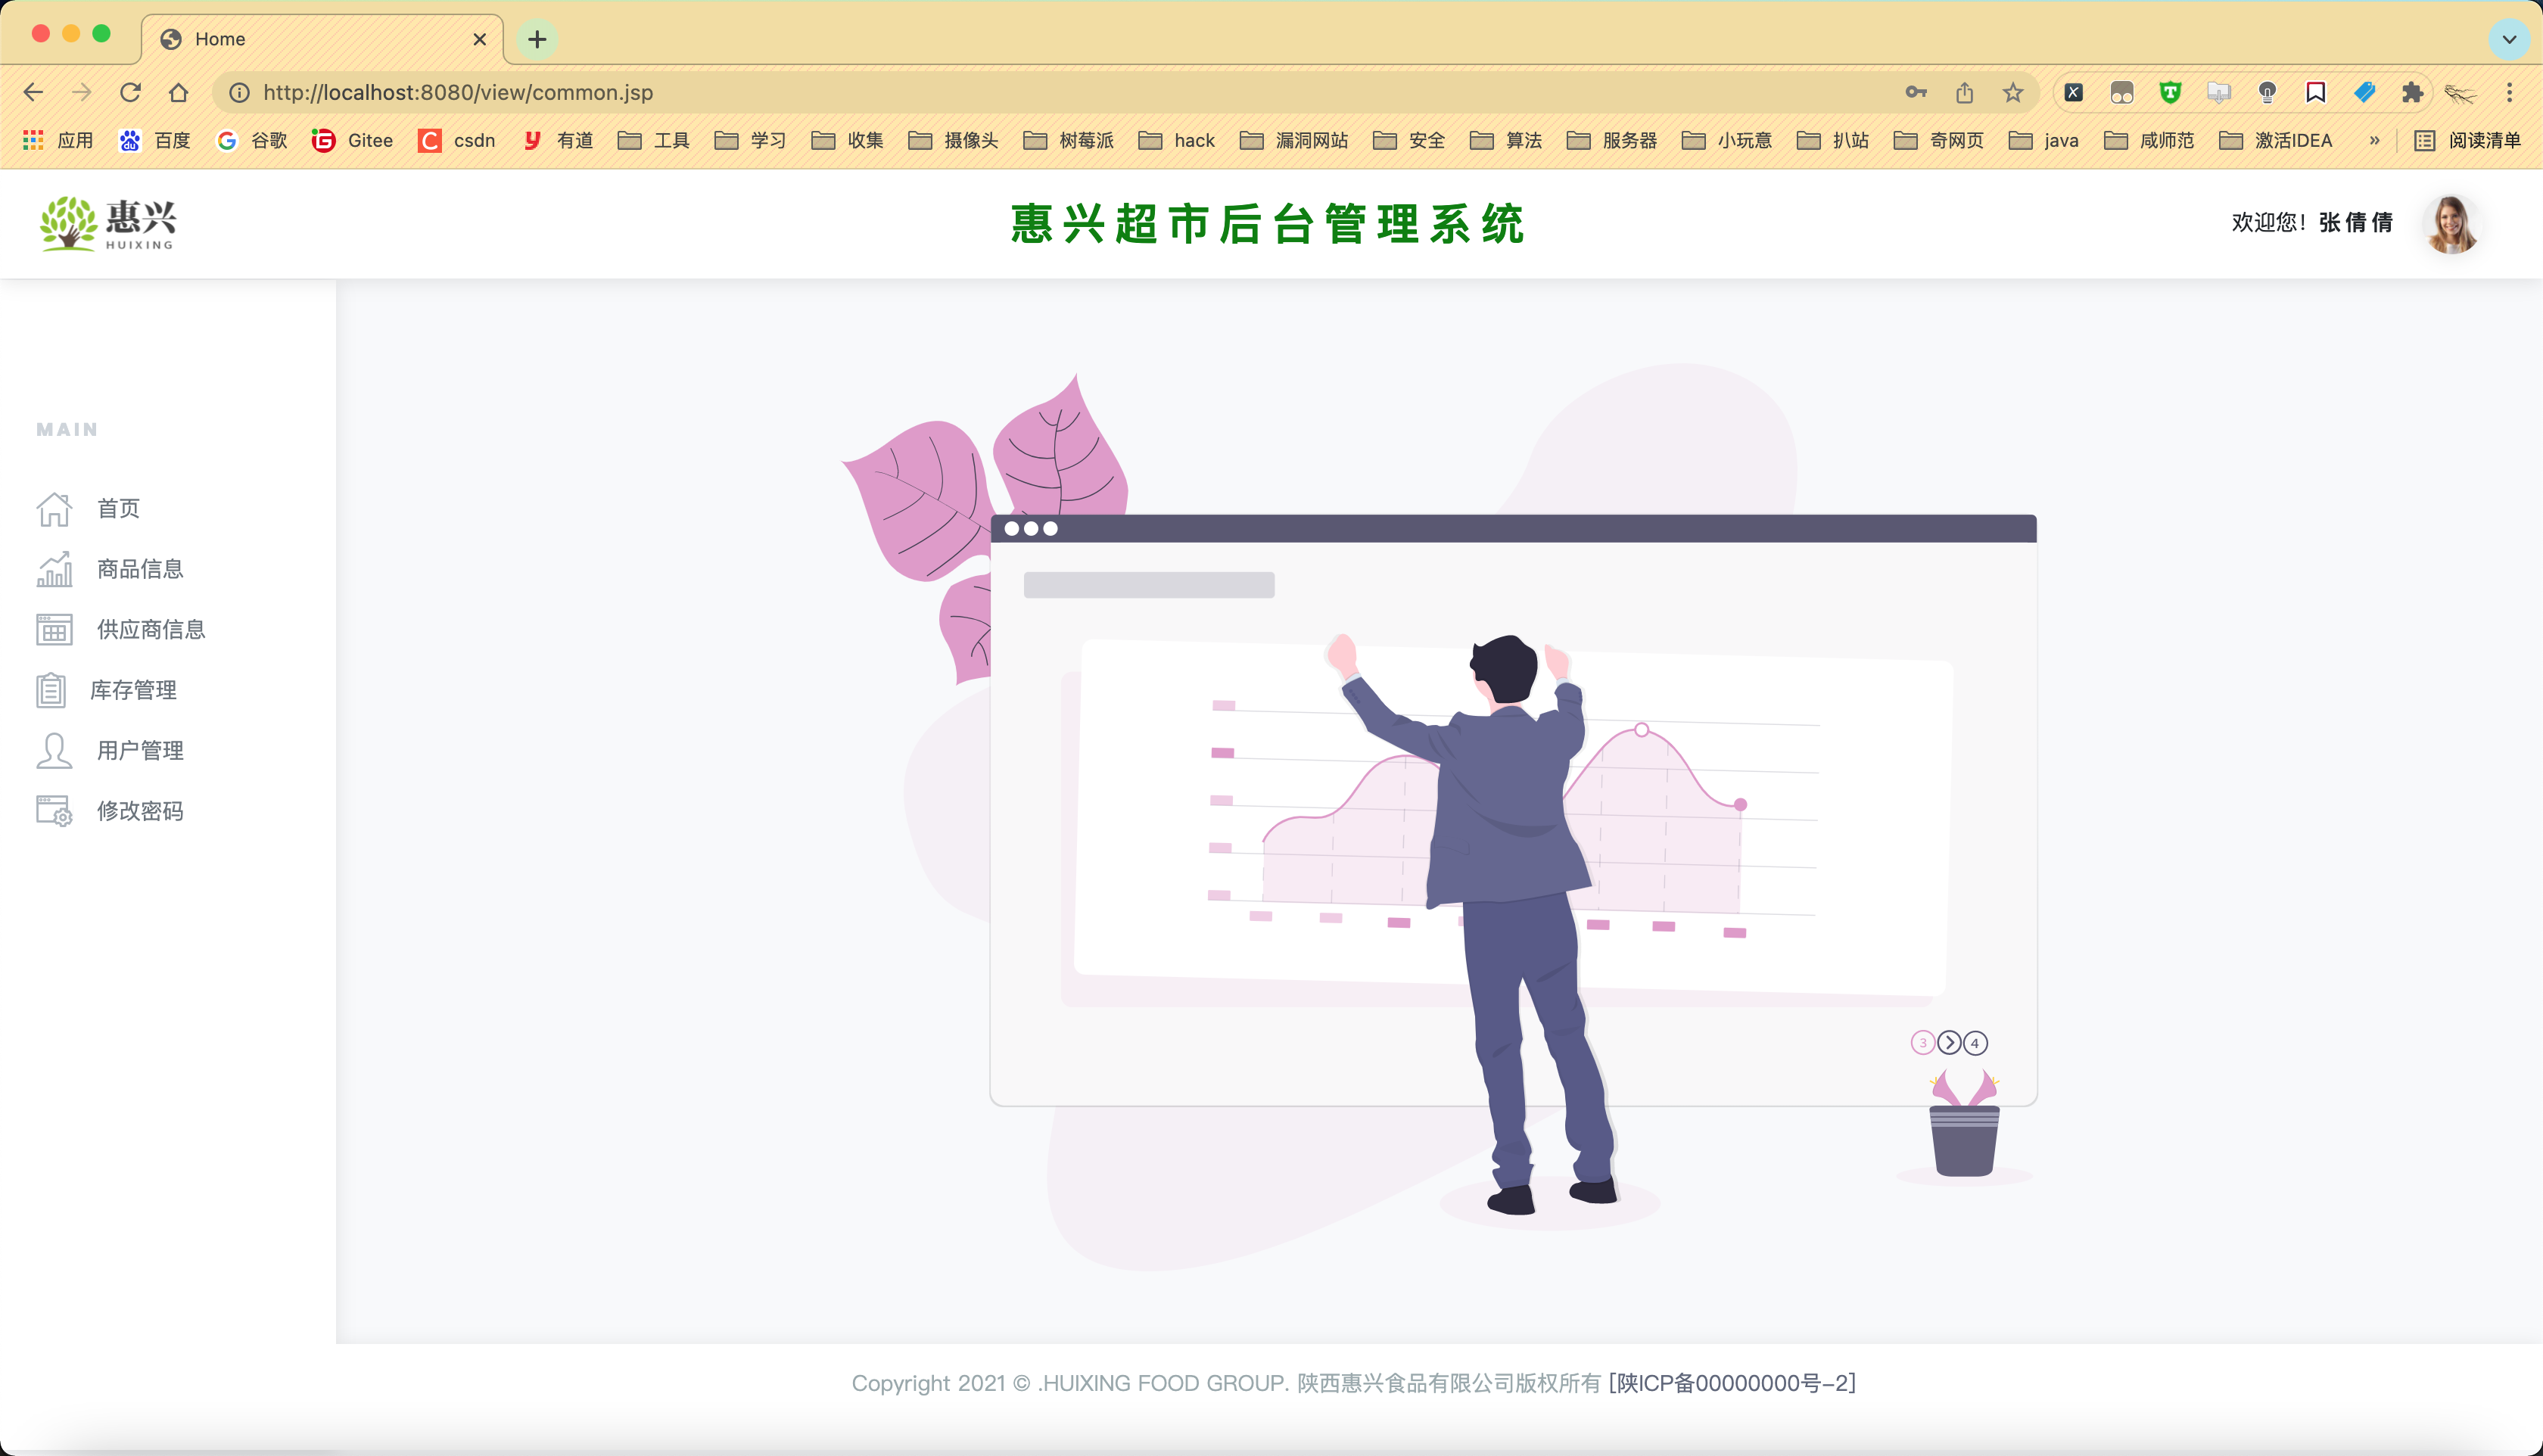 Home
http://localhost:8080/view/common.jsp
应用 百度 谷歌 Gitee csdn 有道 工具 学习 收集 摄像头 树莓派 hack 漏洞网站 安全 算法 服务器 小玩意 扒站 奇网页 java 咸师范 激活IDEA » 阅读清单
惠兴
HUIXING
惠兴超市后台管理系统
欢迎您！张倩倩
MAIN
首页
商品信息
供应商信息
库存管理
用户管理
修改密码
3 4
Copyright 2021 © .HUIXING FOOD GROUP. 陕西惠兴食品有限公司版权所有 [陕ICP备00000000号-2]